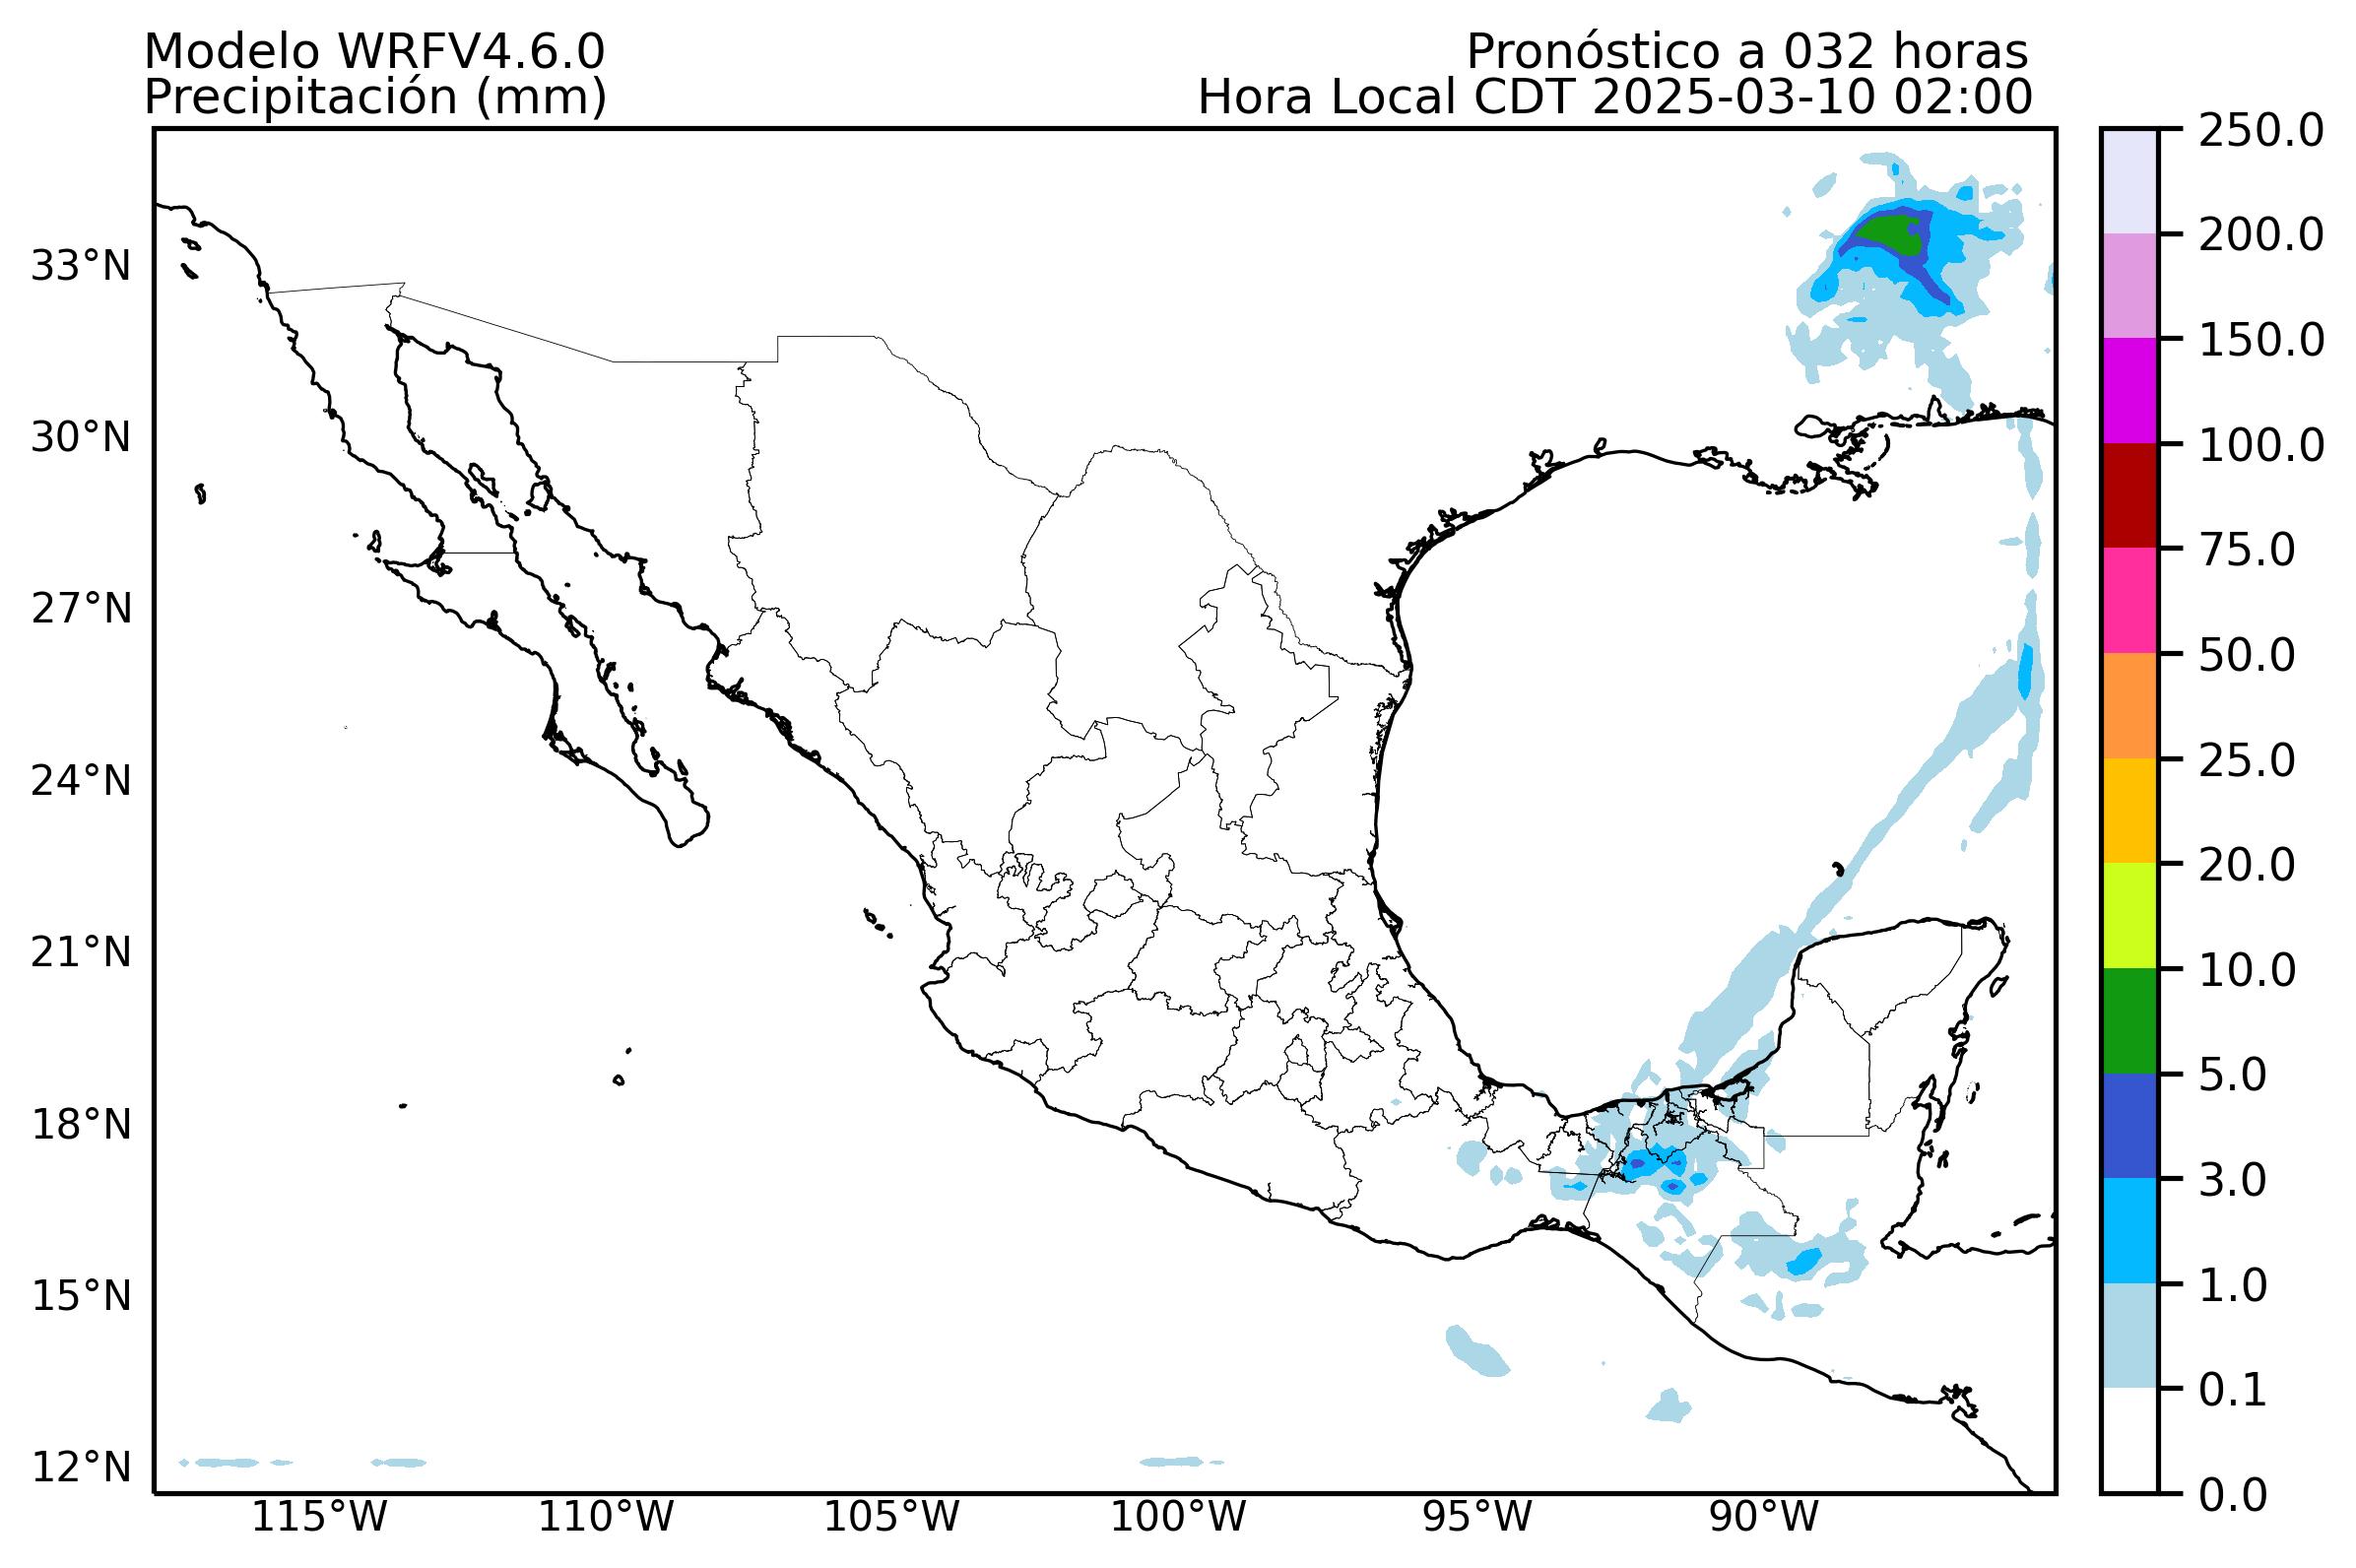 Modelo WRFV4.6.0
Precipitación (mm)
Pronóstico a 032 horas
Hora Local CDT 2025-03-10 02:00
33°N
30°N
27°N
24°N
21°N
18°N
15°N
12°N
115°W
110°W
105°W
100°W
95°W
90°W
250.0
200.0
150.0
100.0
75.0
50.0
25.0
20.0
10.0
5.0
3.0
1.0
0.1
0.0